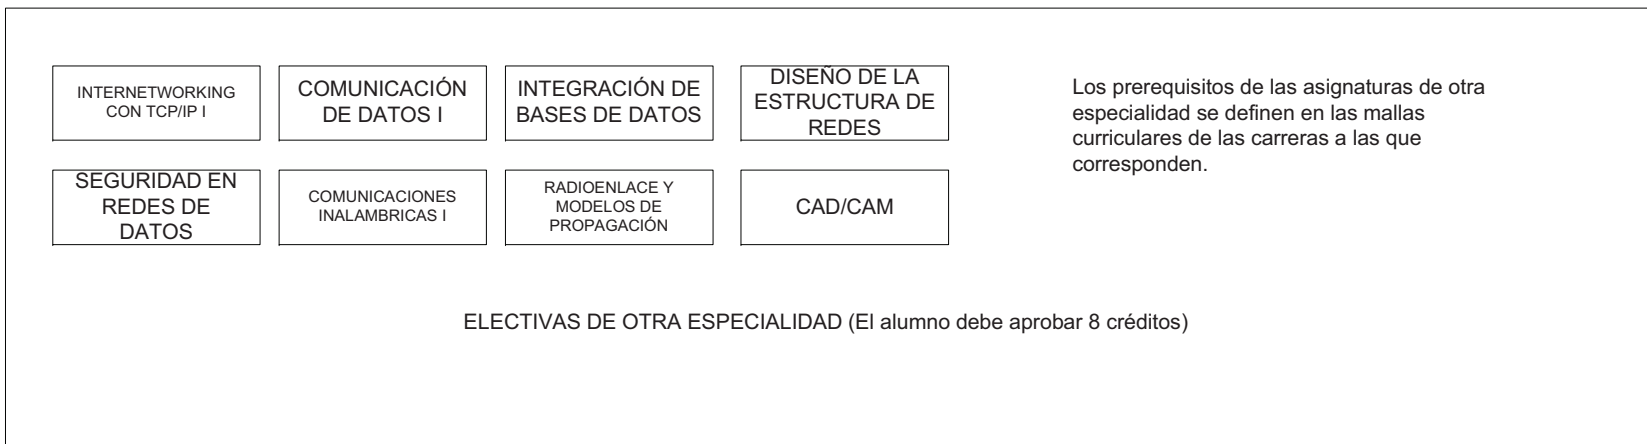 INTERNETWORKING
CON TCP/IP I
COMUNICACIÓN
DE DATOS I
INTEGRACIÓN DE
BASES DE DATOS
DISEÑO DE LA
ESTRUCTURA DE
REDES
Los prerequisitos de las asignaturas de otra
especialidad se definen en las mallas
curriculares de las carreras a las que
corresponden.
SEGURIDAD EN
REDES DE
DATOS
COMUNICACIONES
INALAMBRICAS I
RADIOENLACE Y
MODELOS DE
PROPAGACIÓN
CAD/CAM
ELECTIVAS DE OTRA ESPECIALIDAD (El alumno debe aprobar 8 créditos)